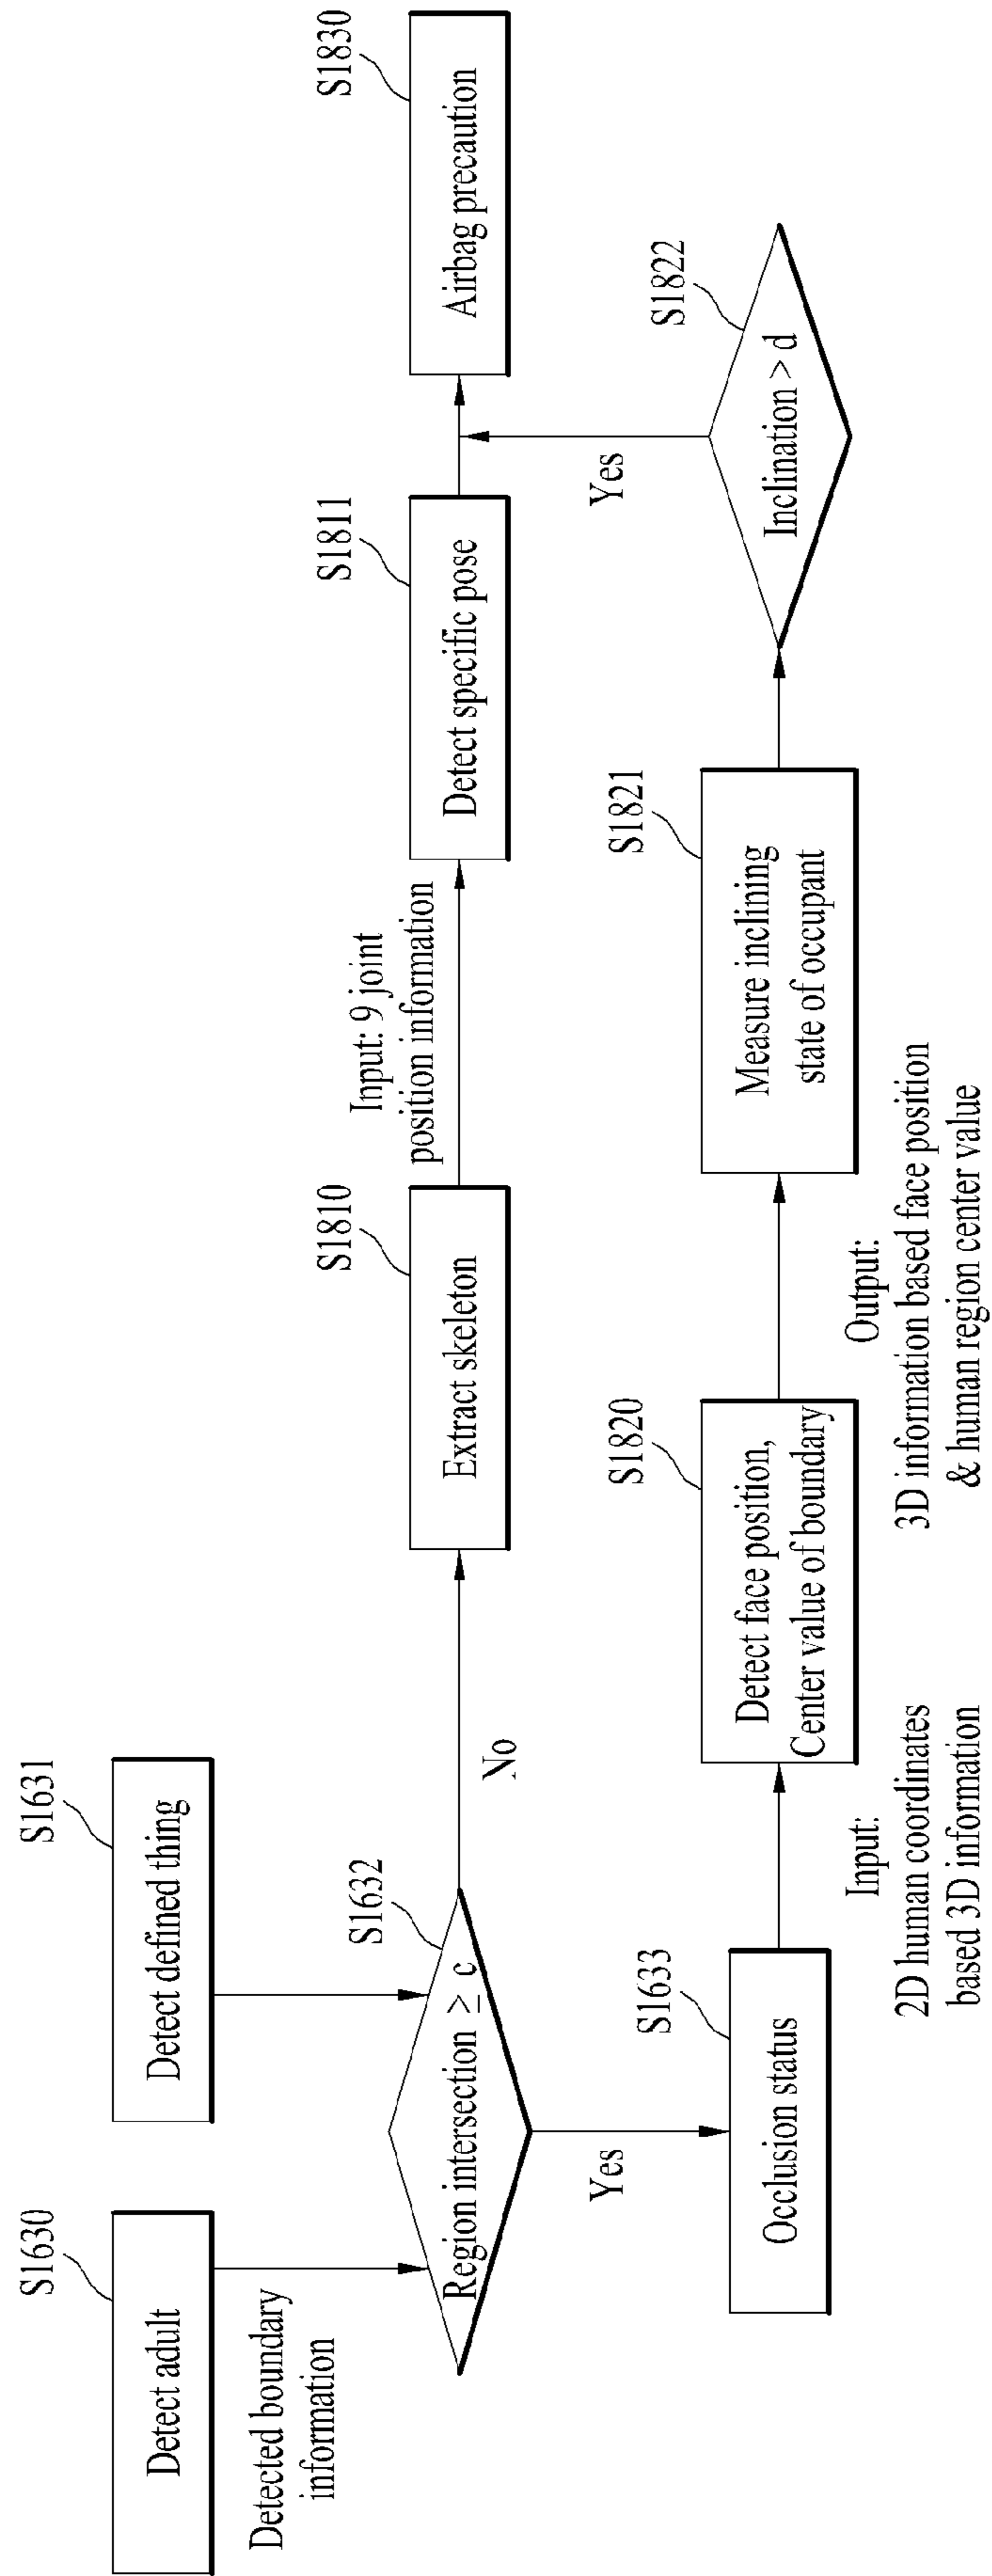 S1630
Detect adult
Detected boundary
information
S1631
Detect defined thing
S1632
Region intersection ≥ c
No
Yes
S1810
Extract skeleton
Input: 9 joint
position information
S1811
Detect specific pose
S1830
Airbag precaution
S1633
Occlusion status
Input:
2D human coordinates
based 3D information
S1820
Detect face position,
Center value of boundary
Output:
3D information based face position
& human region center value
S1821
Measure inclining
state of occupant
S1822
Inclination > d
Yes